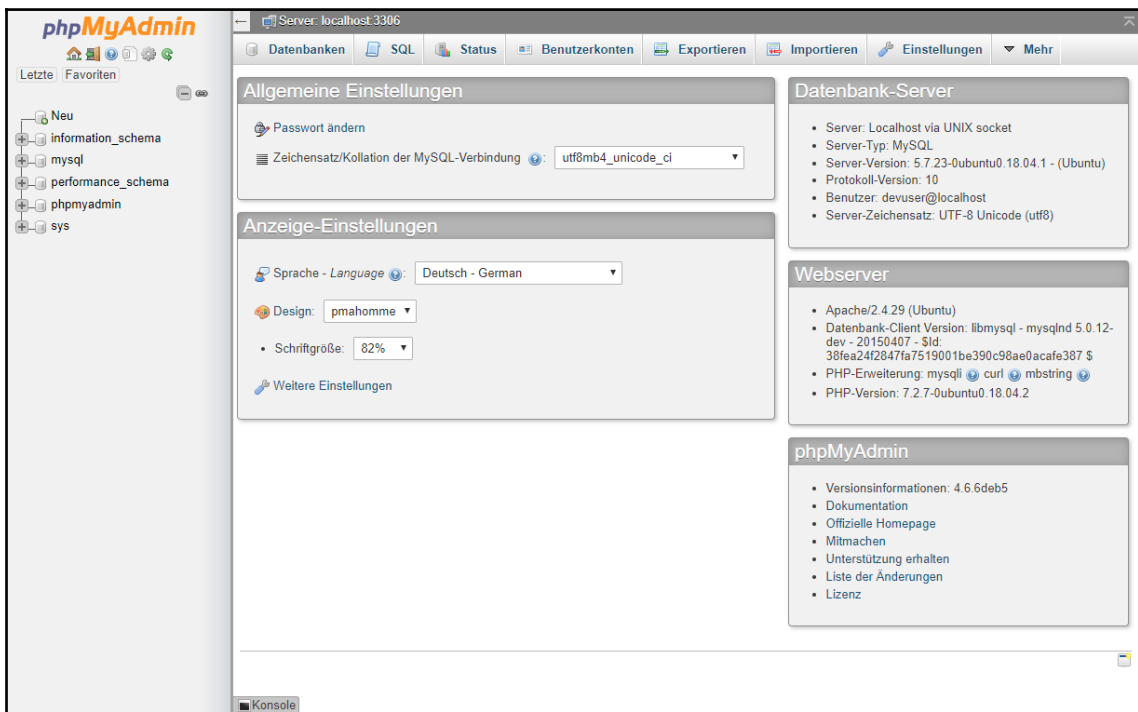 phpMyAdmin
Letzte Favoriten
Neu
information_schema
mysql
performance_schema
phpmyadmin
sys
Server: localhost:3306
Datenbanken SQL Status Benutzerkonten Exportieren Importieren Einstellungen Mehr
Allgemeine Einstellungen
Passwort ändern
Zeichensatz/Kollation der MySQL-Verbindung : utf8mb4_unicode_ci
Anzeige-Einstellungen
Sprache - Language : Deutsch - German
Design: pmahomme
Schriftgröße: 82%
Weitere Einstellungen
Datenbank-Server
Server: Localhost via UNIX socket
Server-Typ: MySQL
Server-Version: 5.7.23-0ubuntu0.18.04.1 - (Ubuntu)
Protokoll-Version: 10
Benutzer: devuser@localhost
Server-Zeichensatz: UTF-8 Unicode (utf8)
Webserver
Apache/2.4.29 (Ubuntu)
Datenbank-Client Version: libmysql - mysqlnd 5.0.12-
dev - 20150407 - $Id:
38fea24f2847fa7519001be390c98ae0acafe387 $
PHP-Erweiterung: mysqli curl mbstring
PHP-Version: 7.2.7-0ubuntu0.18.04.2
phpMyAdmin
Versionsinformationen: 4.6.6deb5
Dokumentation
Offizielle Homepage
Mitmachen
Unterstützung erhalten
Liste der Änderungen
Lizenz
Konsole